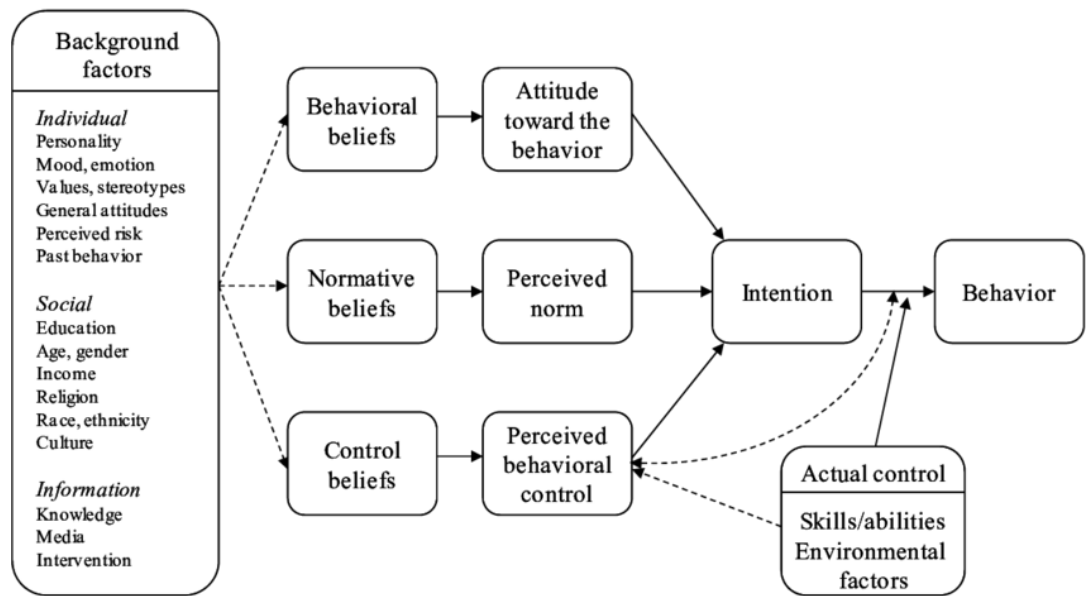 Background
factors
Individual
Personality
Mood, emotion
Values, stereotypes
General attitudes
Perceived risk
Past behavior
Social
Education
Age, gender
Income
Religion
Race, ethnicity
Culture
Information
Knowledge
Media
Intervention
Behavioral
beliefs
Attitude
toward the
behavior
Normative
beliefs
Perceived
norm
Control
beliefs
Perceived
behavioral
control
Intention
Behavior
Actual control
Skills/abilities
Environmental
factors